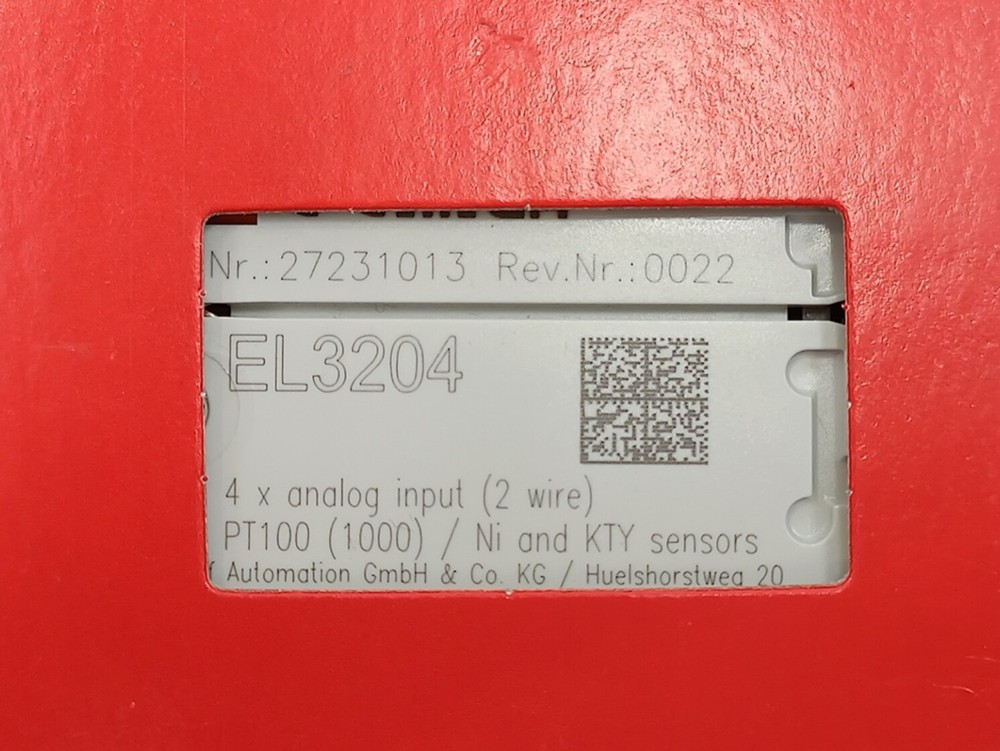 Nr.:27231013 Rev.Nr.:0022
EL3204
4 x analog input (2 wire)
PT100 (1000) / Ni and KTY sensors
f Automation GmbH & Co. KG / Huelshorstweg 20